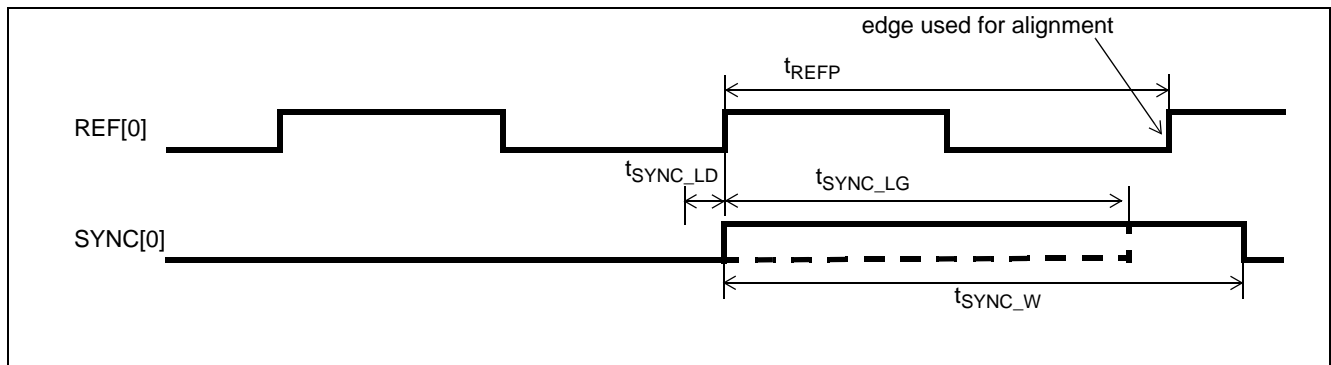 edge used for alignment
tREFP
REF[0]
tSYNC_LD
tSYNC_LG
SYNC[0]
tSYNC_W